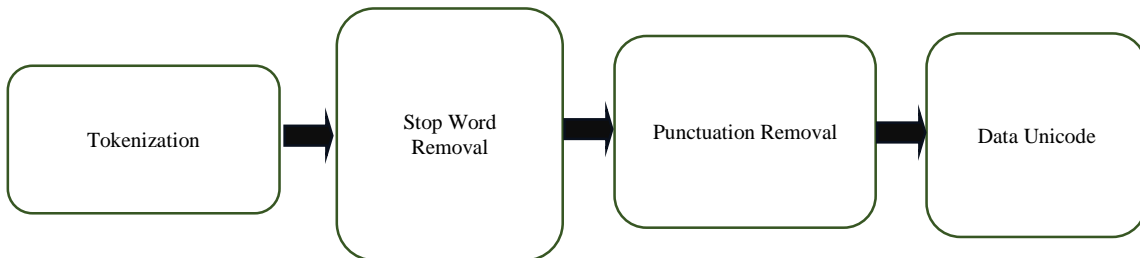 Tokenization
Stop Word
Removal
Punctuation Removal
Data Unicode